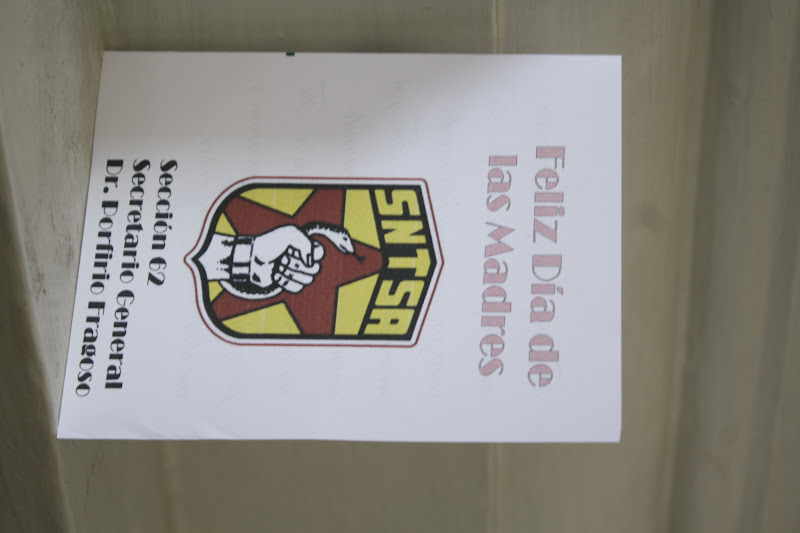 Feliz Día de
las Madres
SNTSA
Sección 62
Secretario General
Dr. Porfirio Fragoso